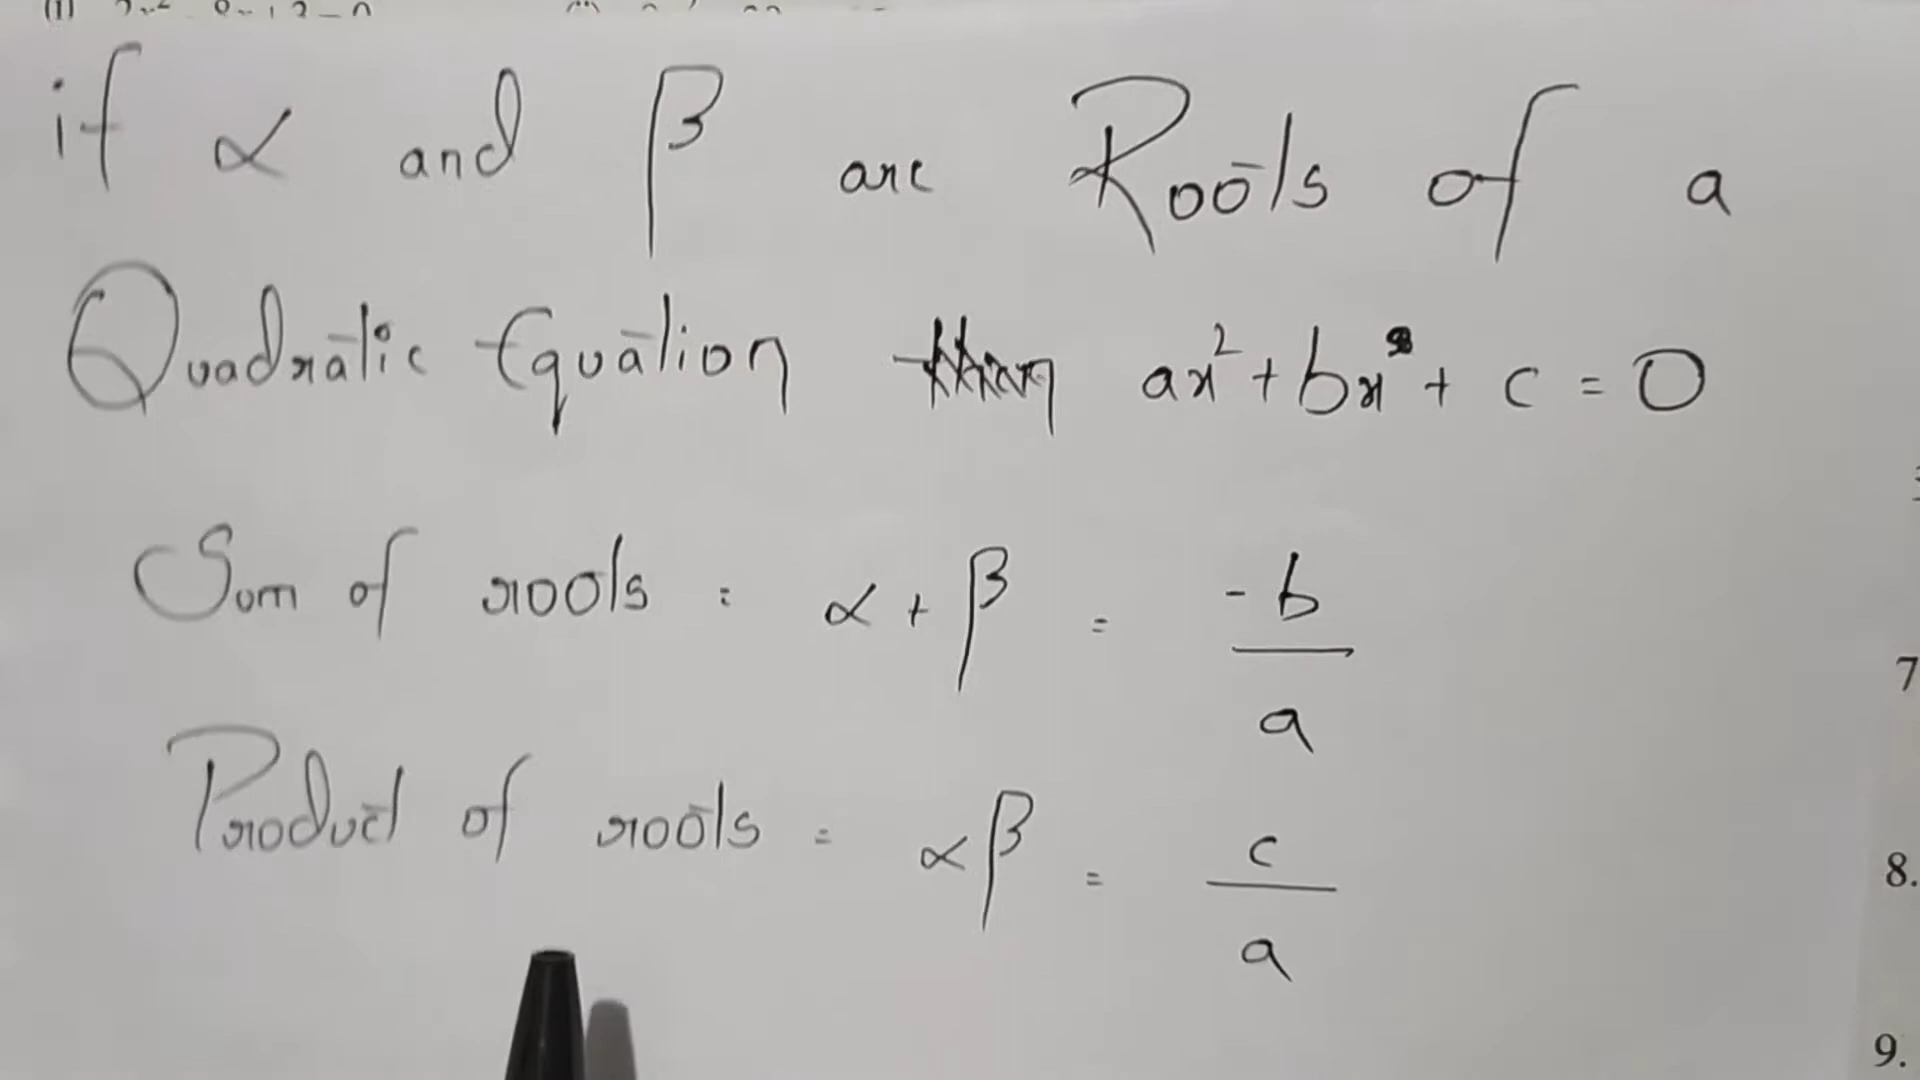 if α and β are Roots of a
Quadratic Equation ax² + bx + c = 0
Sum of roots = α + β = -b/a
Product of roots = αβ = c/a
7
8.
9.